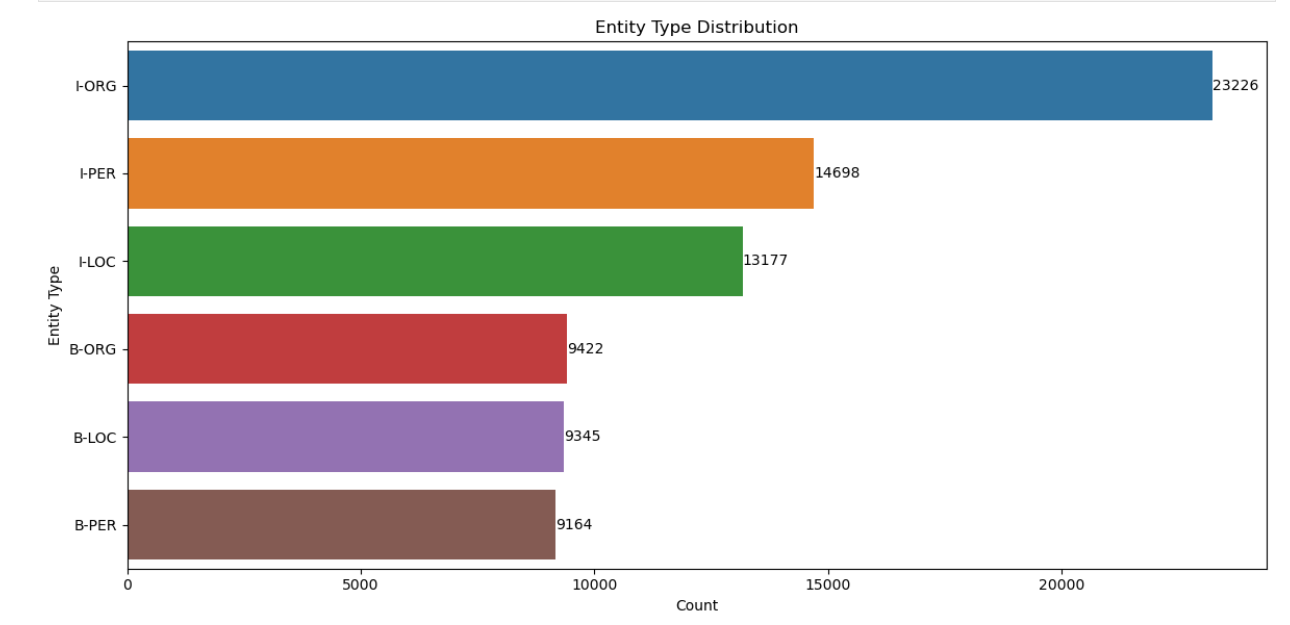 Entity Type Distribution
I-ORG 23226
I-PER 14698
I-LOC 13177
Entity Type
B-ORG 9422
B-LOC 9345
B-PER 9164
0 5000 10000 15000 20000
Count